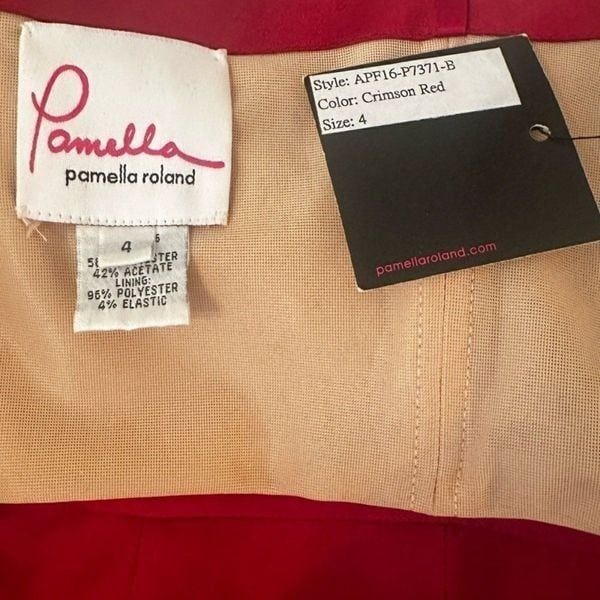 Pamella
pamella roland
4
42% ACETATE
LINING:
96% POLYESTER
4% ELASTIC
Style: APF16-P7371-B
Color: Crimson Red
Size: 4
pamellaroland.com